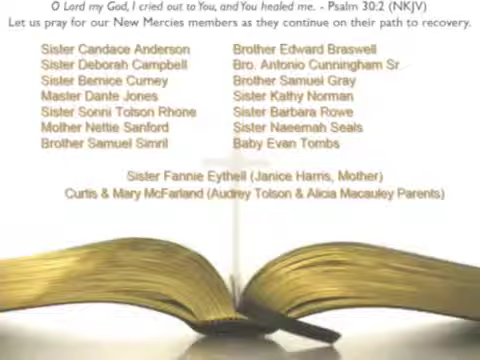 O Lord my God, I cried out to You, and You healed me. - Psalm 30:2 (NKJV)
Let us pray for our New Mercies members as they continue on their path to recovery.
Sister Candace Anderson
Sister Deborah Campbell
Sister Bernice Curney
Master Dante Jones
Sister Sonni Tolson Rhone
Mother Nettie Sanford
Brother Samuel Simril
Brother Edward Braswell
Bro. Antonio Cunningham Sr
Brother Samuel Gray
Sister Kathy Norman
Sister Barbara Rowe
Sister Naeemah Seals
Baby Evan Tombs
Sister Fannie Eythell (Janice Harris, Mother)
Curtis & Mary McFarland (Audrey Tolson & Alicia Macauley Parents)